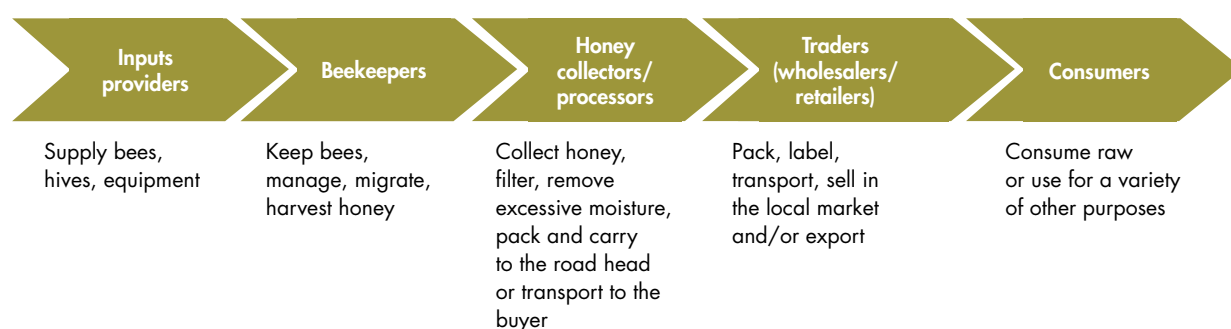 Inputs
providers
Beekeepers
Honey
collectors/
processors
Traders
(wholesalers/
retailers)
Consumers
Supply bees,
hives, equipment
Keep bees,
manage, migrate,
harvest honey
Collect honey,
filter, remove
excessive moisture,
pack and carry
to the road head
or transport to the
buyer
Pack, label,
transport, sell in
the local market
and/or export
Consume raw
or use for a variety
of other purposes